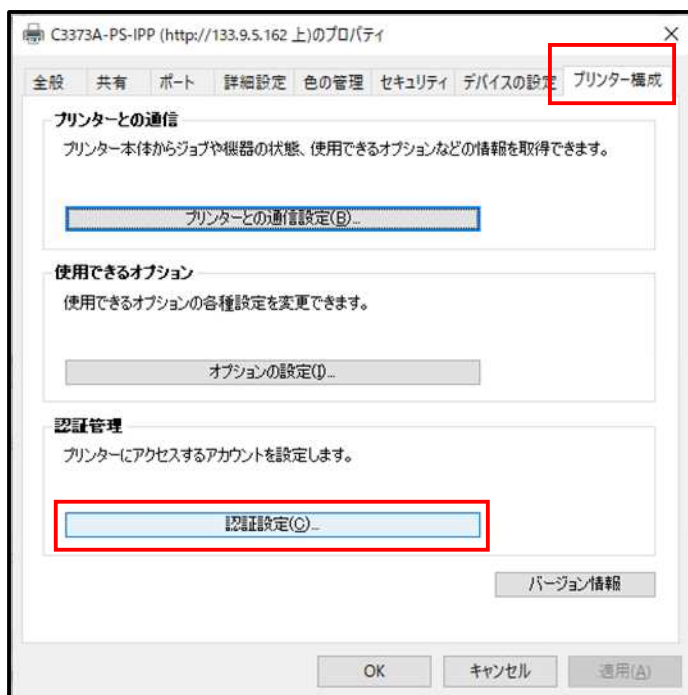 C3373A-PS-IPP (http://133.9.5.162 上)のプロパティ
全般 共有 ポート 詳細設定 色の管理 セキュリティ デバイスの設定 プリンター構成
プリンターとの通信
プリンター本体からジョブや機器の状態、使用できるオプションなどの情報を取得できます。
プリンターとの通信設定(B)...
使用できるオプション
使用できるオプションの各種設定を変更できます。
オプションの設定(I)...
認証管理
プリンターにアクセスするアカウントを設定します。
認証設定(C)...
バージョン情報
OK キャンセル 適用(A)